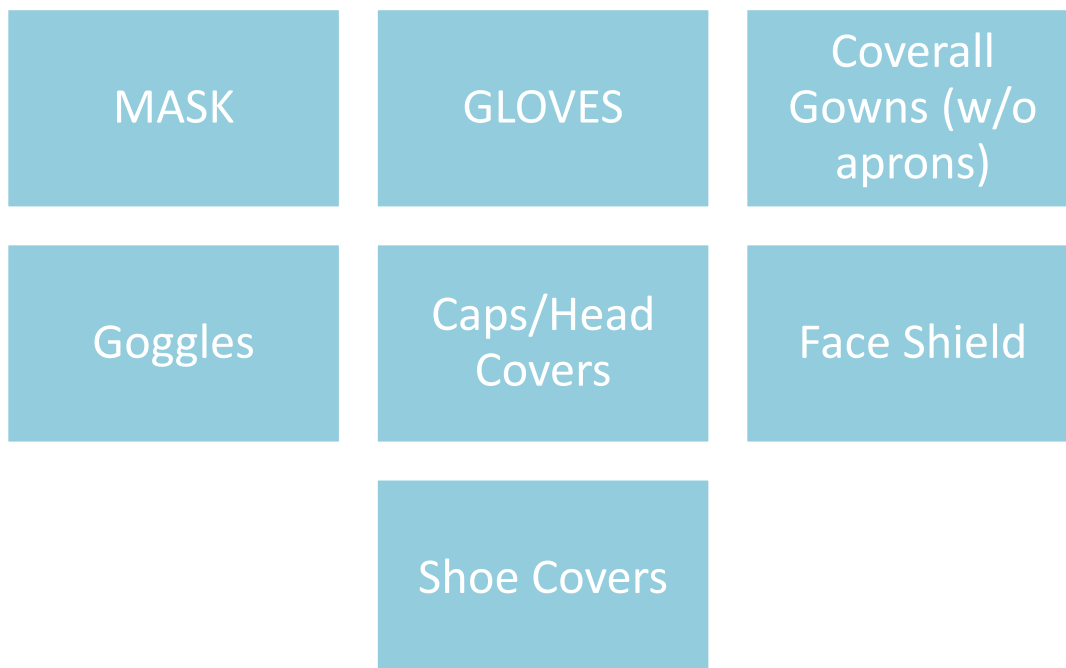 MASK
GLOVES
Coverall
Gowns (w/o
aprons)
Goggles
Caps/Head
Covers
Face Shield
Shoe Covers